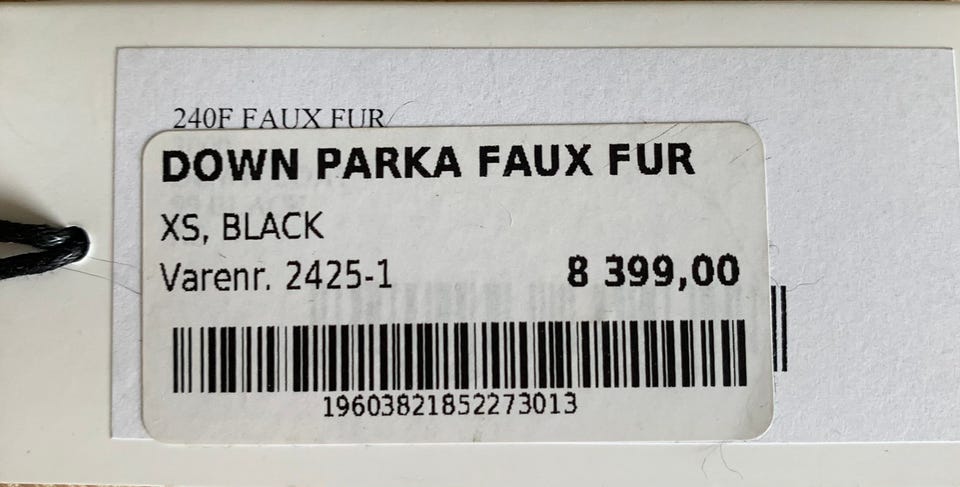 240F FAUX FUR
DOWN PARKA FAUX FUR
XS, BLACK
Varenr. 2425-1
8 399,00
19603821852273013